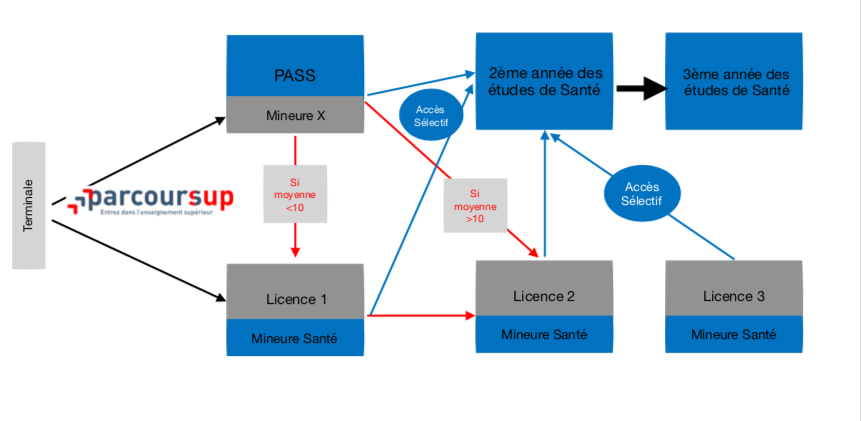 PASS
Mineure X
2ème année des
études de Santé
3ème année des
études de Santé
Accès
Sélectif
Terminale
parcoursup
Entrez dans l'enseignement supérieur
Si
moyenne
<10
Si
moyenne
>10
Accès
Sélectif
Licence 1
Mineure Santé
Licence 2
Mineure Santé
Licence 3
Mineure Santé